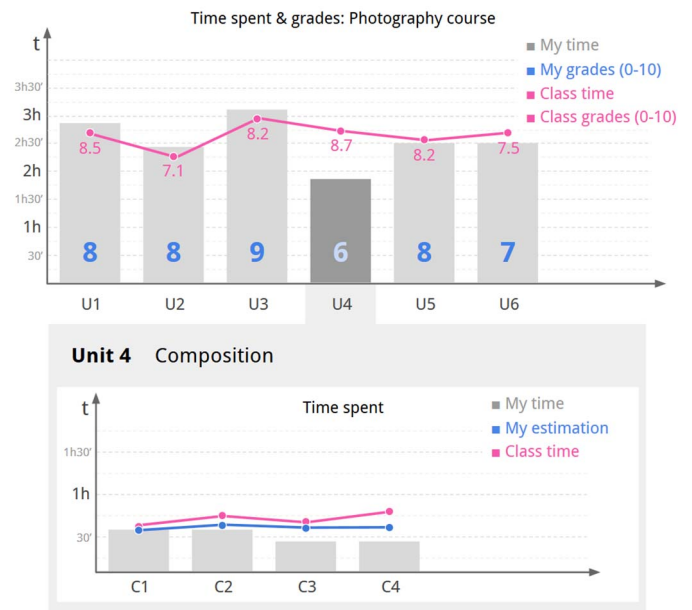 Time spent & grades: Photography course
t
My time
My grades (0-10)
Class time
Class grades (0-10)
3h30'
3h
2h30'
2h
1h30'
1h
30'
8.5
7.1
8.2
8.7
8.2
7.5
8
8
9
6
8
7
U1
U2
U3
U4
U5
U6
Unit 4 Composition
t
Time spent
My time
My estimation
Class time
1h30'
1h
30'
C1
C2
C3
C4